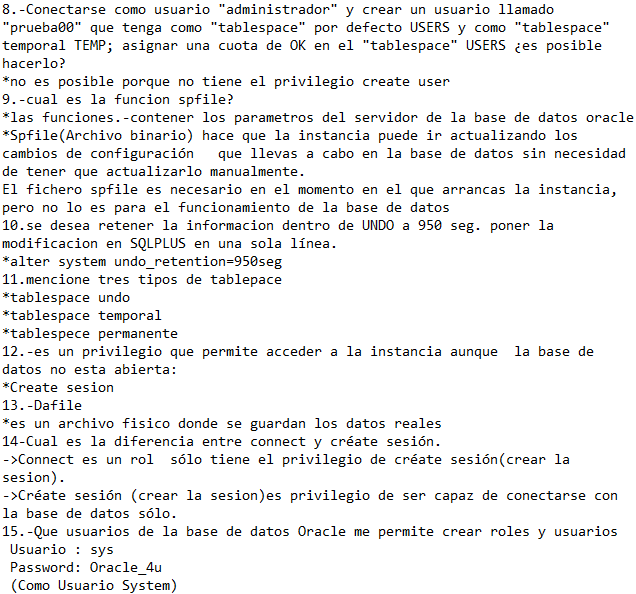 8.-Conectarse como usuario "administrador" y crear un usuario llamado
"prueba00" que tenga como "tablespace" por defecto USERS y como "tablespace"
temporal TEMP; asignar una cuota de OK en el "tablespace" USERS ¿es posible
hacerlo?
*no es posible porque no tiene el privilegio create user
9.-cual es la funcion spfile?
*las funciones.-contener los parametros del servidor de la base de datos oracle
*Spfile(Archivo binario) hace que la instancia puede ir actualizando los
cambios de configuración   que llevas a cabo en la base de datos sin necesidad
de tener que actualizarlo manualmente.
El fichero spfile es necesario en el momento en el que arrancas la instancia,
pero no lo es para el funcionamiento de la base de datos
10.se desea retener la informacion dentro de UNDO a 950 seg. poner la
modificacion en SQLPLUS en una sola línea.
*alter system undo_retention=950seg
11.mencione tres tipos de tablepace
*tablespace undo
*tablespace temporal
*tablespece permanente
12.-es un privilegio que permite acceder a la instancia aunque  la base de
datos no esta abierta:
*Create sesion
13.-Dafile
*es un archivo fisico donde se guardan los datos reales
14-Cual es la diferencia entre connect y créate sesión.
->Connect es un rol  sólo tiene el privilegio de créate sesión(crear la
sesion).
->Créate sesión (crear la sesion)es privilegio de ser capaz de conectarse con
la base de datos sólo.
15.-Que usuarios de la base de datos Oracle me permite crear roles y usuarios
Usuario : sys
Password: Oracle_4u
(Como Usuario System)